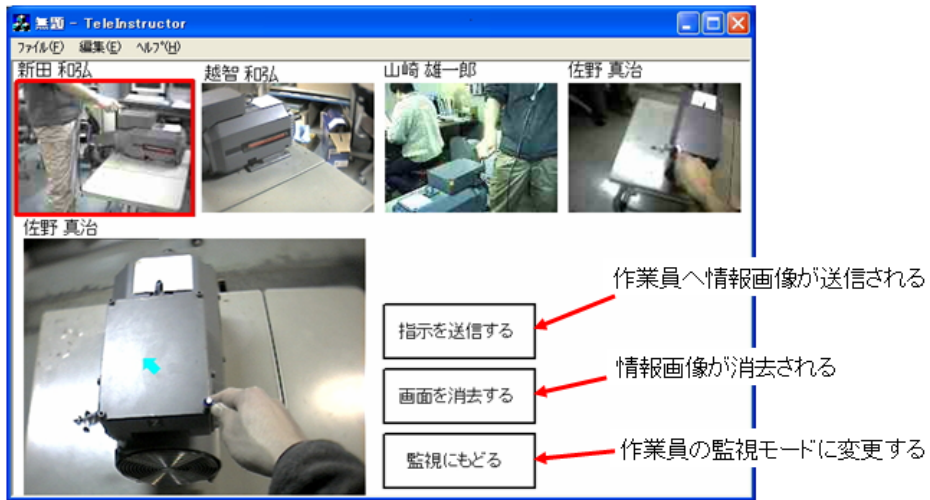 無題 - TeleInstructor
ファイル(F) 編集(E) ヘルプ(H)
新田 和弘
越智 和弘
山崎 雄一郎
佐野 真治
佐野 真治
作業員へ情報画像が送信される
指示を送信する
情報画像が消去される
画面を消去する
作業員の監視モードに変更する
監視にもどる